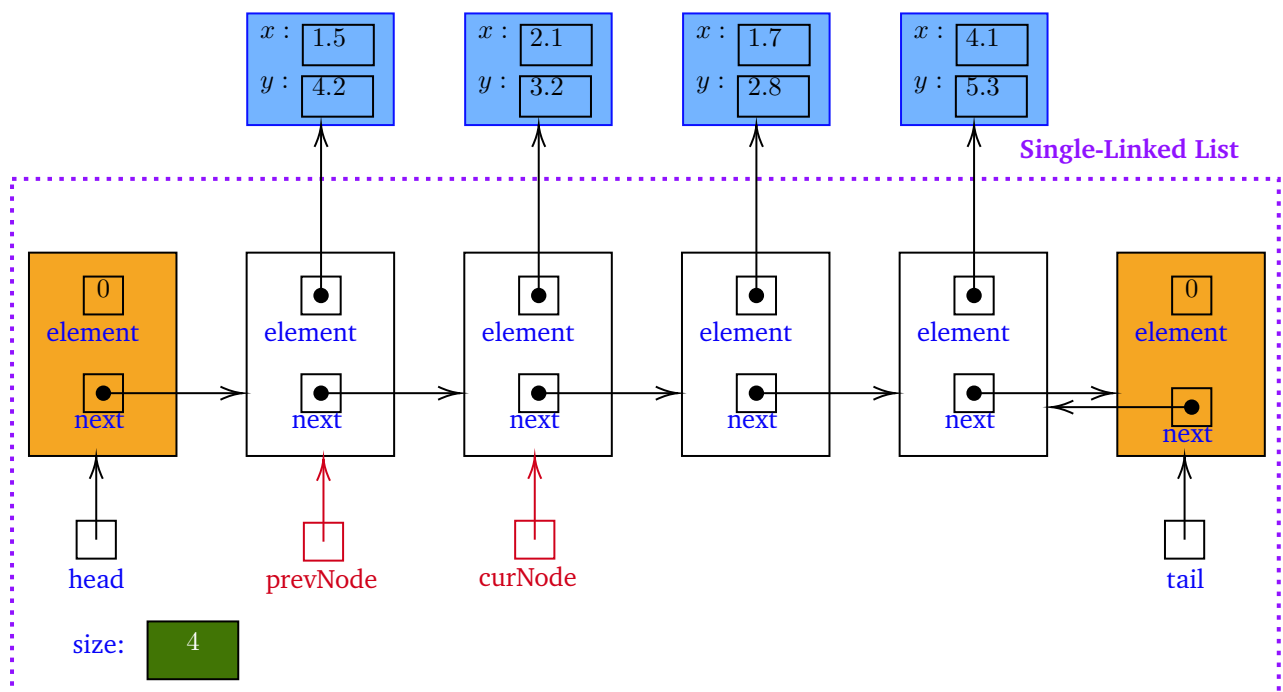 x : 1.5 x : 2.1 x : 1.7 x : 4.1
y : 4.2 y : 3.2 y : 2.8 y : 5.3
Single-Linked List
0 0
element element element element element element
next next next next next next
head prevNode curNode tail
size: 4